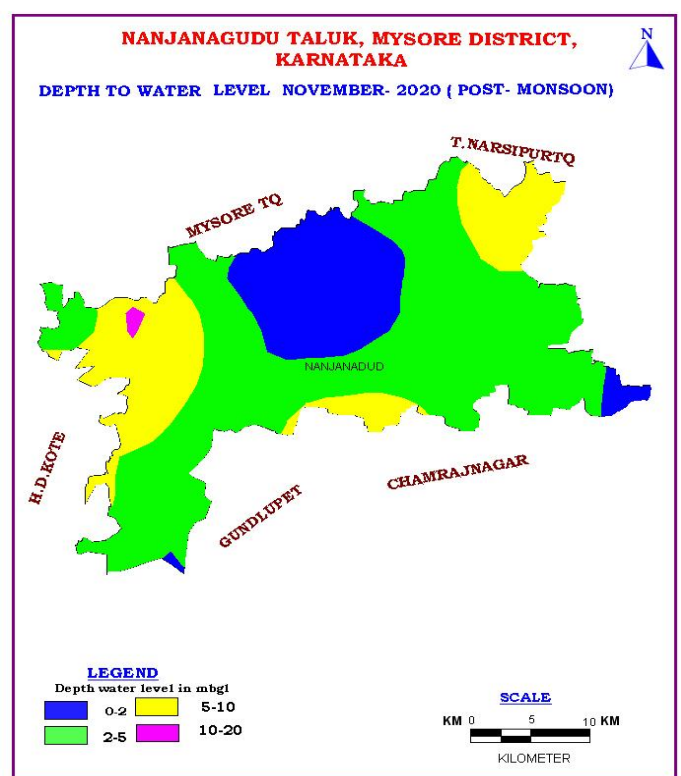 NANJANAGUDU TALUK, MYSORE DISTRICT,
KARNATAKA
N
DEPTH TO WATER LEVEL NOVEMBER- 2020 ( POST- MONSOON)
T.NARSIPURTQ
MYSORE TQ
NANJANADUD
H.D.KOTE
GUNDLUPET
CHAMRAJNAGAR
LEGEND
Depth water level in mbgl
0-2
5-10
2-5
10-20
SCALE
KM 0 5 10 KM
KILOMETER